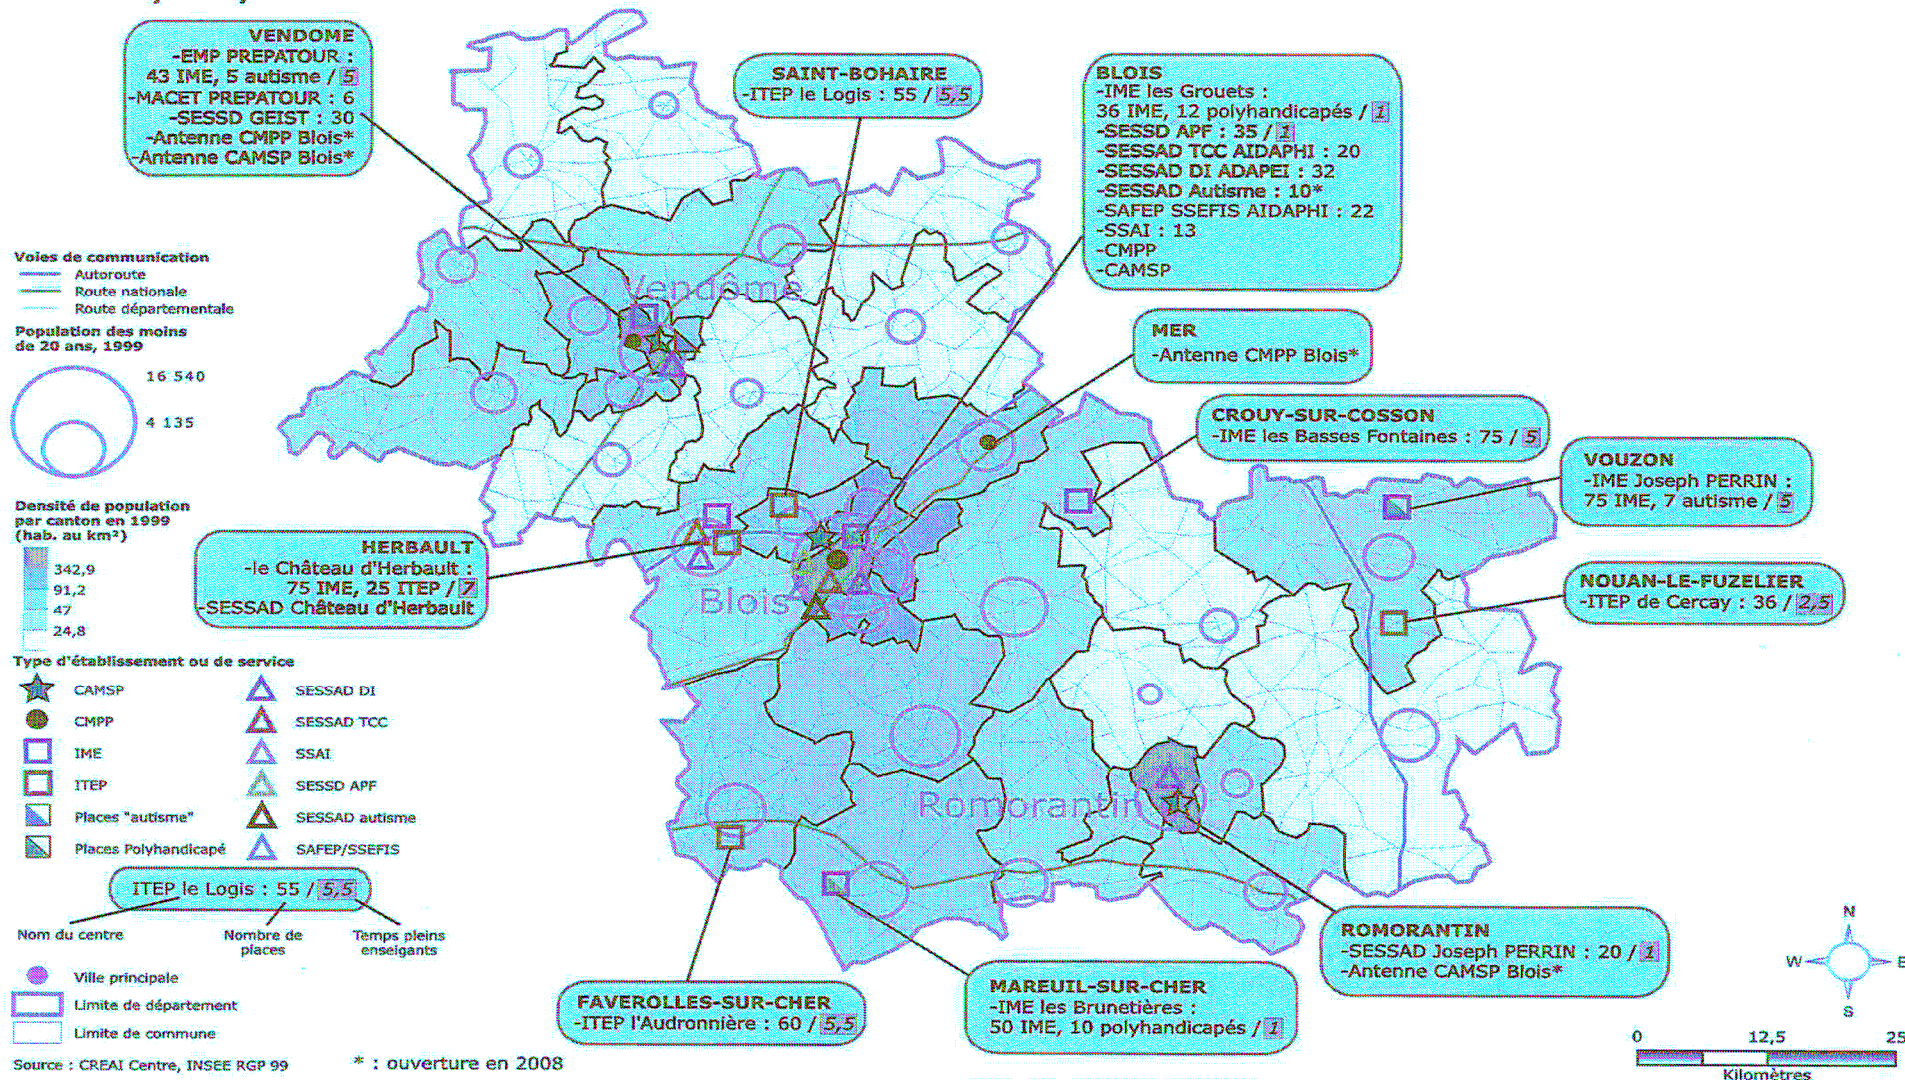 VENDOME
-EMP PREPATOUR :
43 IME, 5 autisme / 5
-MACET PREPATOUR : 6
-SESSD GEIST : 30
-Antenne CMPP Blois*
-Antenne CAMSP Blois*
SAINT-BOHAIRE
-ITEP le Logis : 55 / 5,5
BLOIS
-IME les Grouets :
36 IME, 12 polyhandicapés / 1
-SESSD APF : 35 / 1
-SESSAD TCC AIDAPHI : 20
-SESSAD DI ADAPEI : 32
-SESSAD Autisme : 10*
-SAFEP SSEFIS AIDAPHI : 22
-SSAI : 13
-CMPP
-CAMSP
MER
-Antenne CMPP Blois*
CROUY-SUR-COSSON
-IME les Basses Fontaines : 75 / 5
VOUZON
-IME Joseph PERRIN :
75 IME, 7 autisme / 5
NOUAN-LE-FUZELIER
-ITEP de Cercay : 36 / 2,5
HERBAULT
-le Château d'Herbault :
75 IME, 25 ITEP / 7
-SESSAD Château d'Herbault
Vendôme
Blois
Romorantin
ROMORANTIN
-SESSAD Joseph PERRIN : 20 / 1
-Antenne CAMSP Blois*
MAREUIL-SUR-CHER
-IME les Brunetières :
50 IME, 10 polyhandicapés / 1
FAVEROLLES-SUR-CHER
-ITEP l'Audronnière : 60 / 5,5
Voies de communication
Autoroute
Route nationale
Route départementale
Population des moins
de 20 ans, 1999
16 540
4 135
Densité de population
par canton en 1999
(hab. au km²)
342,9
91,2
47
24,8
Type d'établissement ou de service
CAMSP
CMPP
IME
ITEP
Places "autisme"
Places Polyhandicapé
SESSAD DI
SESSAD TCC
SSAI
SESSD APF
SESSAD autisme
SAFEP/SSEFIS
ITEP le Logis : 55 / 5,5
Nom du centre
Nombre de
places
Temps pleins
enseigants
Ville principale
Limite de département
Limite de commune
Source : CREAI Centre, INSEE RGP 99
* : ouverture en 2008
N
W
E
S
0
12,5
25
Kilomètres